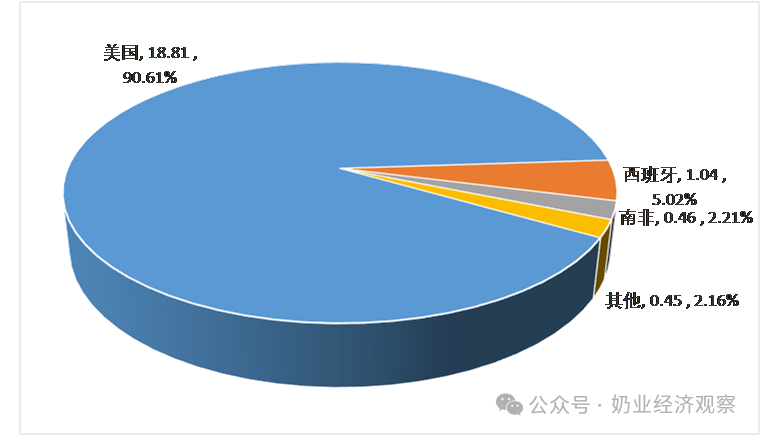 美国, 18.81 ,
90.61%
西班牙, 1.04 ,
5.02%
南非, 0.46 , 2.21%
其他, 0.45 , 2.16%
公众号 · 奶业经济观察